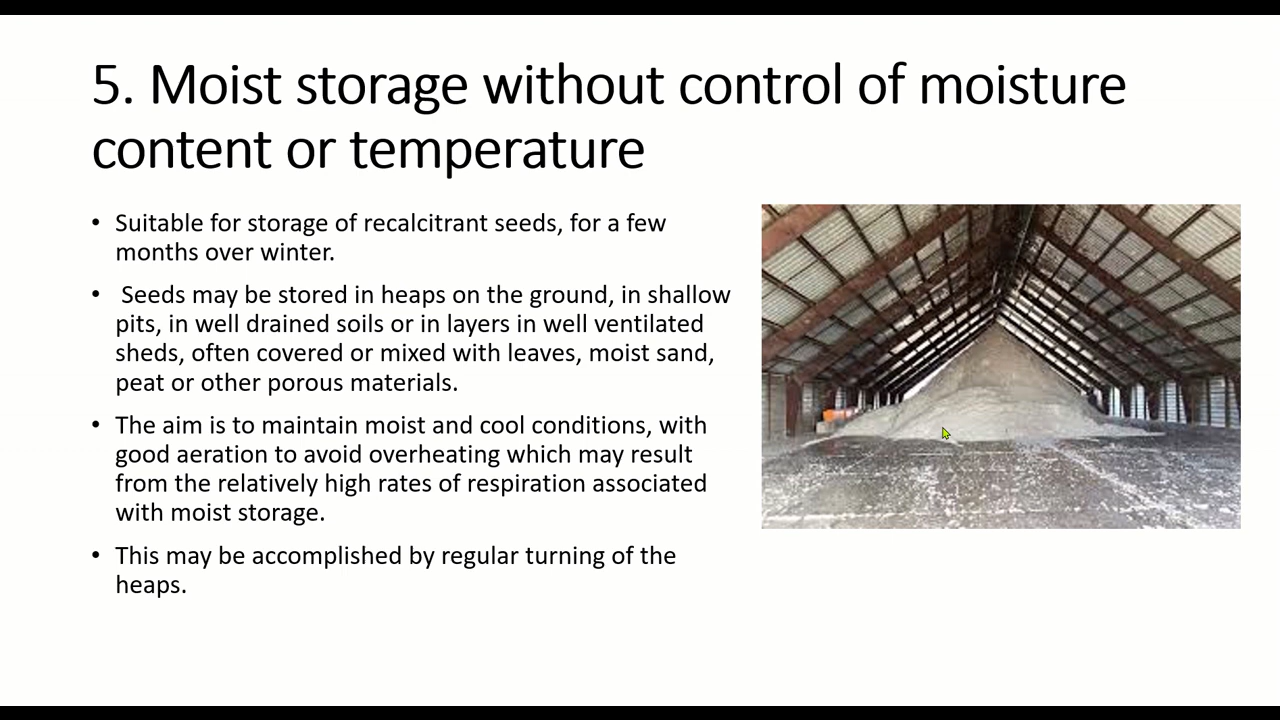 5. Moist storage without control of moisture
content or temperature
• Suitable for storage of recalcitrant seeds, for a few
months over winter.
• Seeds may be stored in heaps on the ground, in shallow
pits, in well drained soils or in layers in well ventilated
sheds, often covered or mixed with leaves, moist sand,
peat or other porous materials.
• The aim is to maintain moist and cool conditions, with
good aeration to avoid overheating which may result
from the relatively high rates of respiration associated
with moist storage.
• This may be accomplished by regular turning of the
heaps.